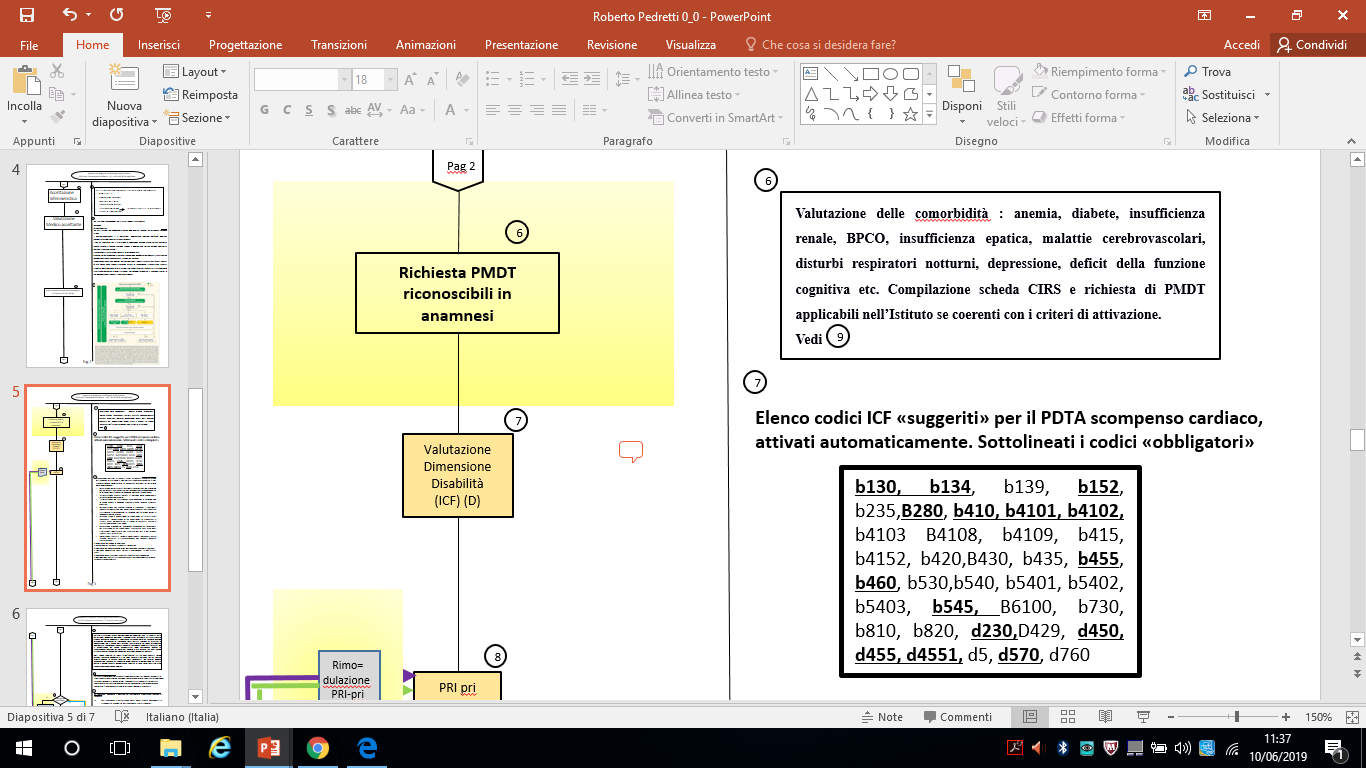 Roberto Pedretti 0_0 - PowerPoint
File
Home
Inserisci
Progettazione
Transizioni
Animazioni
Presentazione
Revisione
Visualizza
Che cosa si desidera fare?
Accedi
Condividi
Incolla
Nuova
diapositiva
Layout
Reimposta
Sezione
18
G C S S abc AV Aa A
Orientamento testo
Allinea testo
Converti in SmartArt
Disponi
Stili
veloci
Riempimento forma
Contorno forma
Effetti forma
Trova
Sostituisci
Seleziona
Appunti
Diapositive
Carattere
Paragrafo
Disegno
Modifica
4
5
6
Pag 2
6
Richiesta PMDT
riconoscibili in
anamnesi
7
Valutazione
Dimensione
Disabilità
(ICF) (D)
8
Rimo=
dulazione
PRI-pri
PRI pri
6
Valutazione delle comorbidità : anemia, diabete, insufficienza
renale, BPCO, insufficienza epatica, malattie cerebrovascolari,
disturbi respiratori notturni, depressione, deficit della funzione
cognitiva etc. Compilazione scheda CIRS e richiesta di PMDT
applicabili nell'Istituto se coerenti con i criteri di attivazione.
Vedi 9
7
Elenco codici ICF «suggeriti» per il PDTA scompenso cardiaco,
attivati automaticamente. Sottolineati i codici «obbligatori»
b130, b134, b139, b152,
b235,B280, b410, b4101, b4102,
b4103 B4108, b4109, b415,
b4152, b420,B430, b435, b455,
b460, b530,b540, b5401, b5402,
b5403, b545, B6100, b730,
b810, b820, d230,D429, d450,
d455, d4551, d5, d570, d760
Diapositiva 5 di 7
Italiano (Italia)
Note
Commenti
150%
11:37
10/06/2019
1